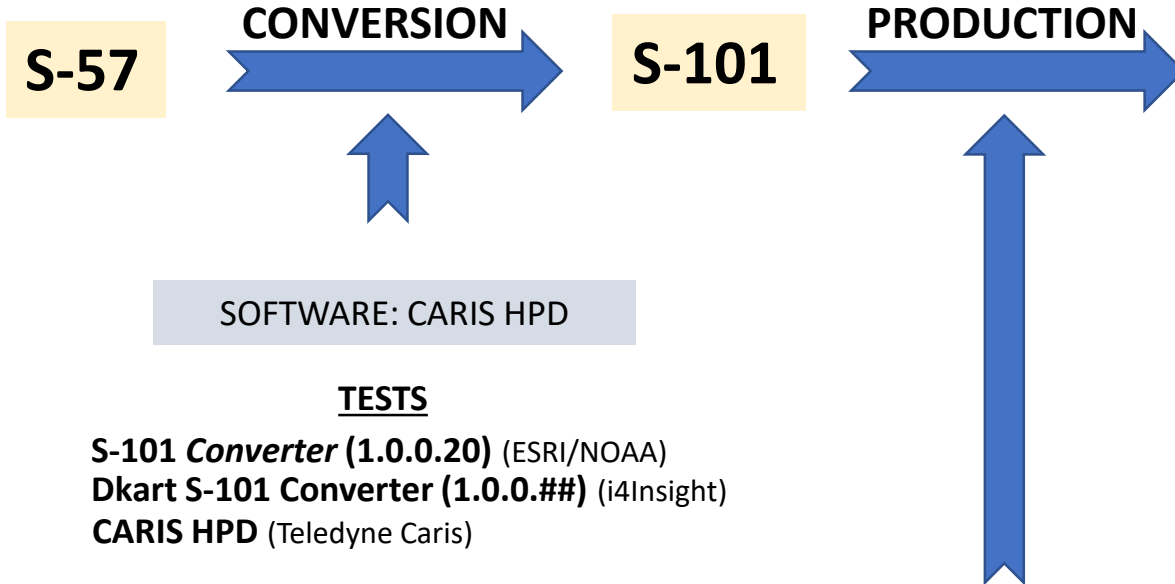 CONVERSION
PRODUCTION
S-57
S-101
SOFTWARE: CARIS HPD
TESTS
S-101 Converter (1.0.0.20) (ESRI/NOAA)
Dkart S-101 Converter (1.0.0.##) (i4Insight)
CARIS HPD (Teledyne Caris)